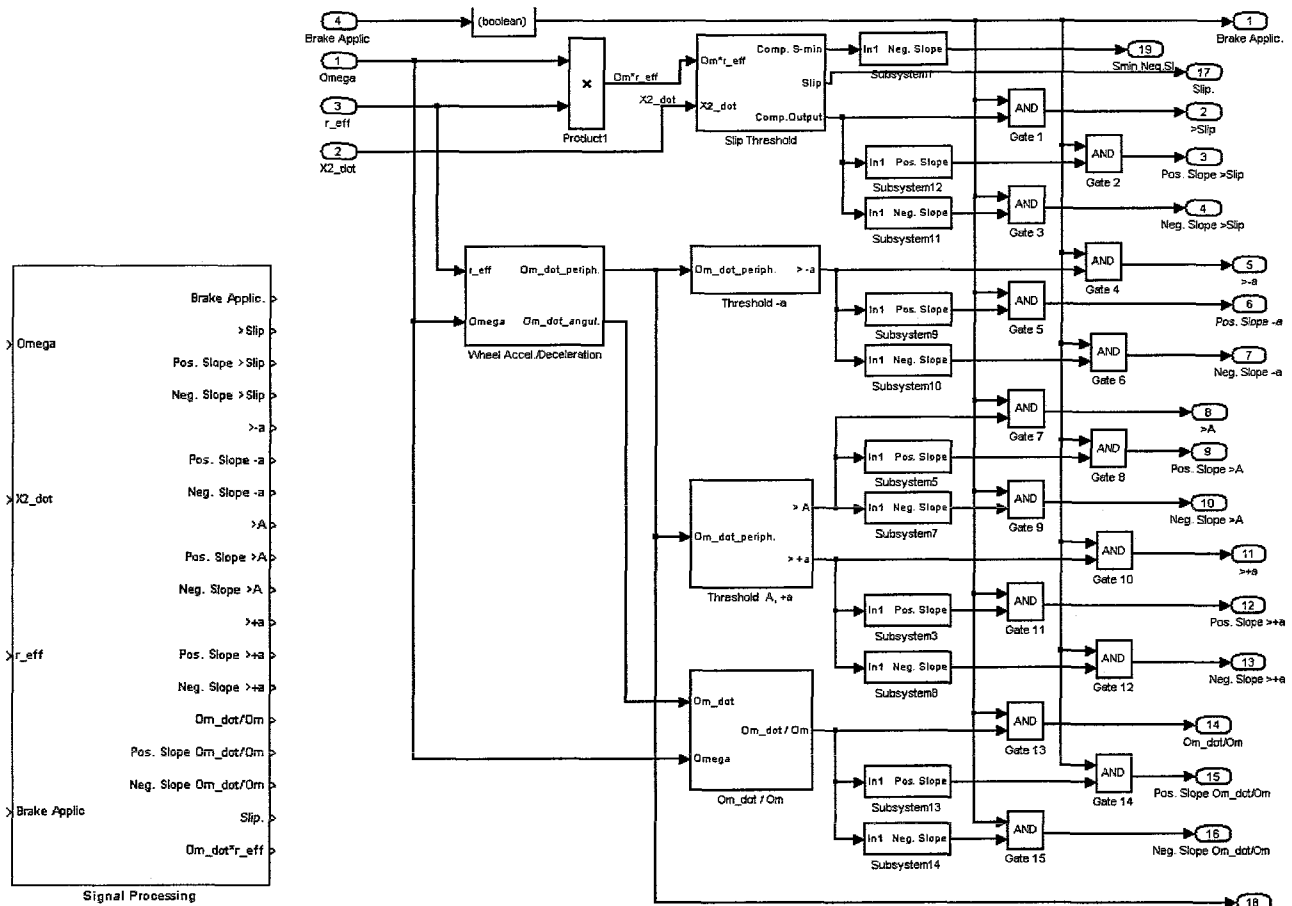 4
Brake Applic
(boolean)
1
Brake Applic.
1
Omega
3
r_eff
2
X2_dot
×
Product1
Om*r_eff
X2_dot
Om*r_eff
X2_dot
Comp. S-min
Slip
Comp.Output
Slip Threshold
In1 Neg. Slope
19
17
Slip.
AND
Gate 1
2
>Slip
In1 Pos. Slope
Subsystem12
AND
Gate 2
3
Pos. Slope >Slip
In1 Neg. Slope
Subsystem11
AND
Gate 3
4
Neg. Slope >Slip
r_eff
Omega
Om_dot_periph.
Om_dot_angul.
Wheel Accel./Deceleration
Om_dot_periph.
>-a
Threshold -a
AND
Gate 4
5
>-a
In1 Pos. Slope
Subsystem9
AND
Gate 5
6
Pos. Slope -a
In1 Neg. Slope
Subsystem10
AND
Gate 6
7
Neg. Slope -a
AND
Gate 7
8
>A
In1 Pos. Slope
Subsystem5
AND
Gate 8
9
Pos. Slope >A
In1 Neg. Slope
Subsystem7
AND
Gate 9
10
Neg. Slope >A
Om_dot_periph.
> A
>+a
Threshold A, +a
AND
Gate 10
11
>+a
In1 Pos. Slope
Subsystem3
AND
Gate 11
12
Pos. Slope >+a
In1 Neg. Slope
Subsystem8
AND
Gate 12
13
Neg. Slope >+a
Om_dot
Omega
Om_dot / Om
Om_dot / Om
AND
Gate 13
14
Om_dot/Om
In1 Pos. Slope
Subsystem13
AND
Gate 14
15
Pos. Slope Om_dot/Om
In1 Neg. Slope
Subsystem14
AND
Gate 15
16
Neg. Slope Om_dot/Om
18
Omega
X2_dot
r_eff
Brake Applic
Brake Applic.
>Slip
Pos. Slope >Slip
Neg. Slope >Slip
>-a
Pos. Slope -a
Neg. Slope -a
>A
Pos. Slope >A
Neg. Slope >A
>+a
Pos. Slope >+a
Neg. Slope >+a
Om_dot/Om
Pos. Slope Om_dot/Om
Neg. Slope Om_dot/Om
Slip.
Om_dot*r_eff
Signal Processing